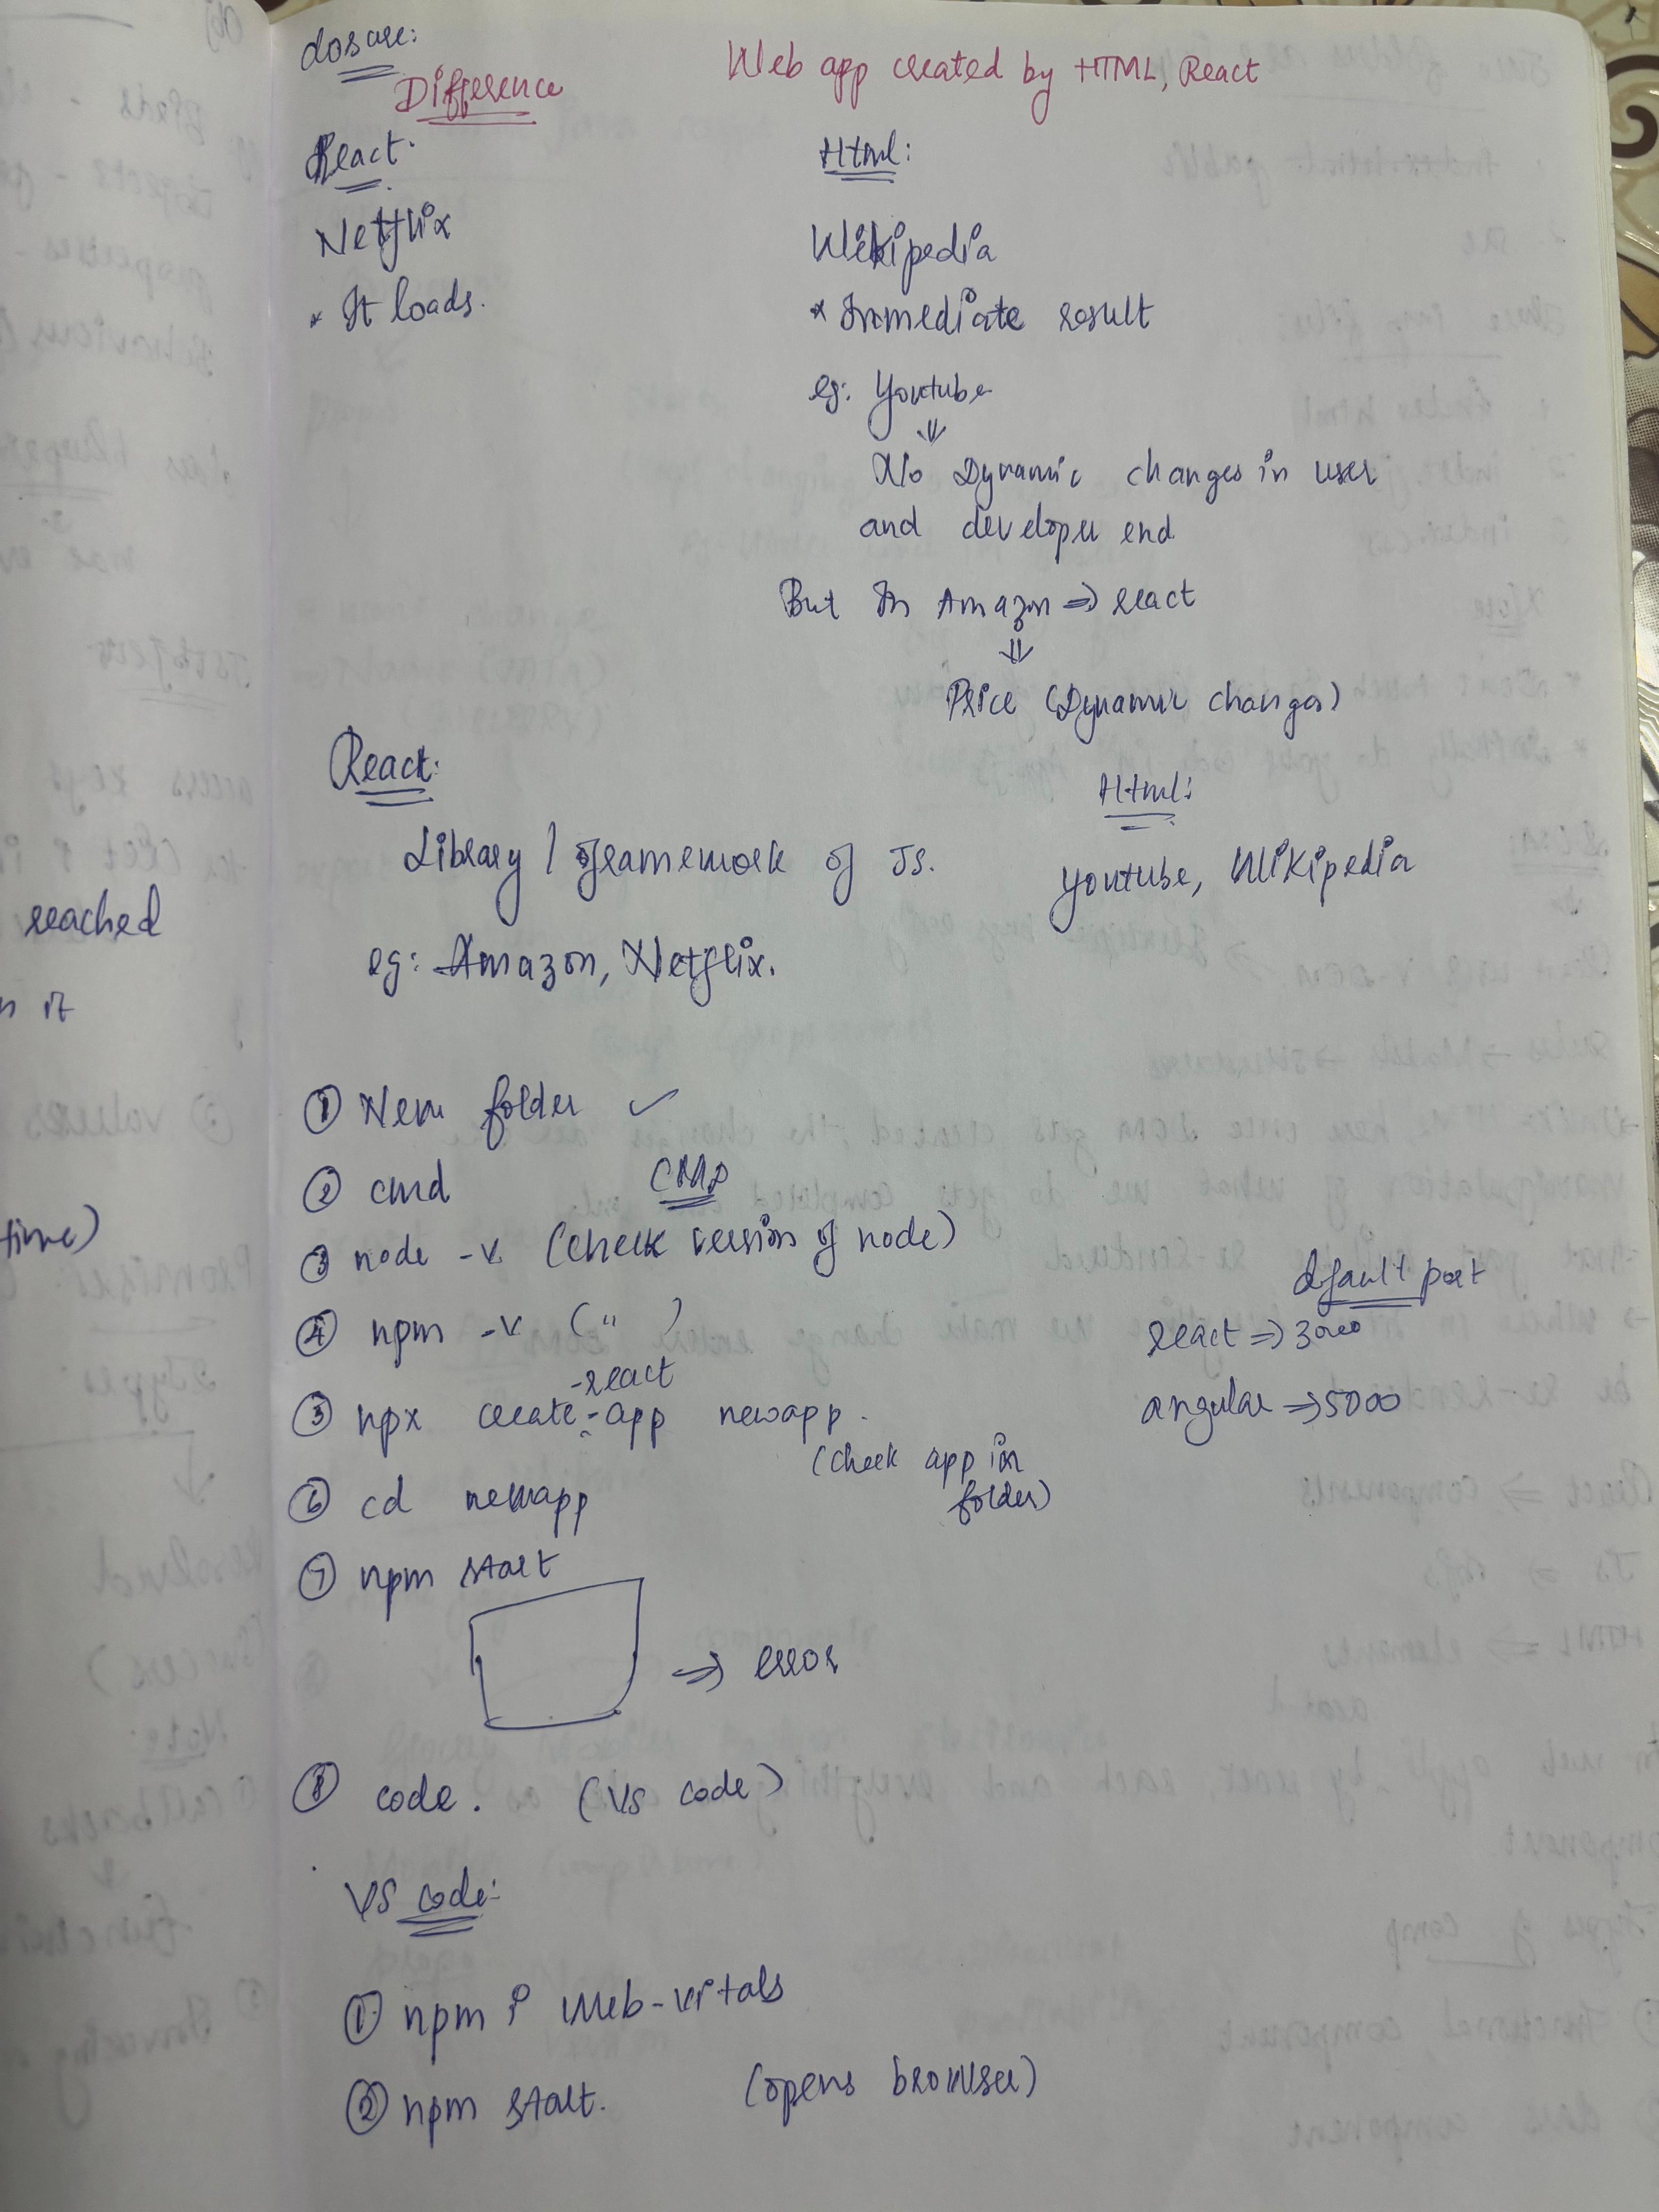 dosare:
Difference
Web app created by HTML, React
React:
Html:
Netflix
Wikipedia
* It loads.
* Immediate result
eg: Youtube
⇓
No Dynamic changes in user
and developer end
But In Amazon ⇒ react
⇓
Price (Dynamic changes)
React:
Html:
Library / framework of JS.
Youtube, Wikipedia
eg: Amazon, Netflix.
reached
n it
time)
① New folder ✓
② cmd
CMD
③ node -v (check version of node)
default port
④ npm -v ( " )
react ⇒ 3000
-react
⑤ npx create-app newapp.
angular ⇒ 5000
(check app in
folder)
⑥ cd newapp
⑦ npm start
⇒ error
⑧ code . (VS code)
VS code:
① npm i web-vitals
② npm start. (opens browser)